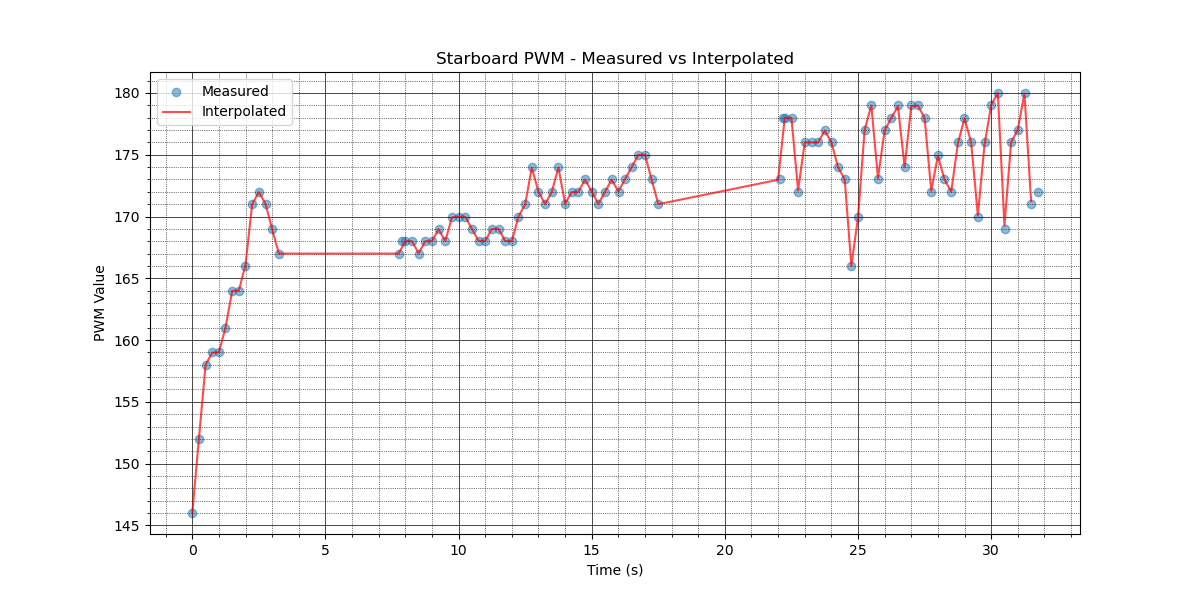 Starboard PWM - Measured vs Interpolated
Measured
Interpolated
180
175
170
165
160
155
150
145
PWM Value
0 5 10 15 20 25 30
Time (s)